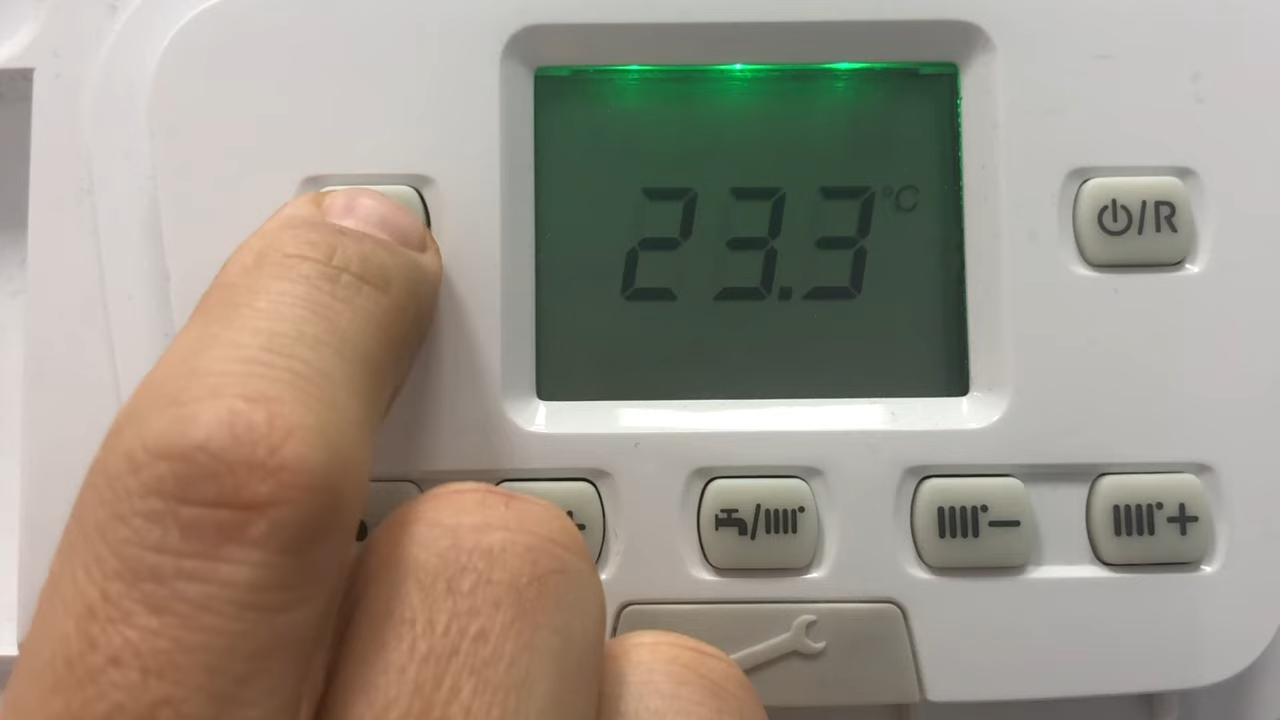 23.3°C
⏻/R
+
/
-
+